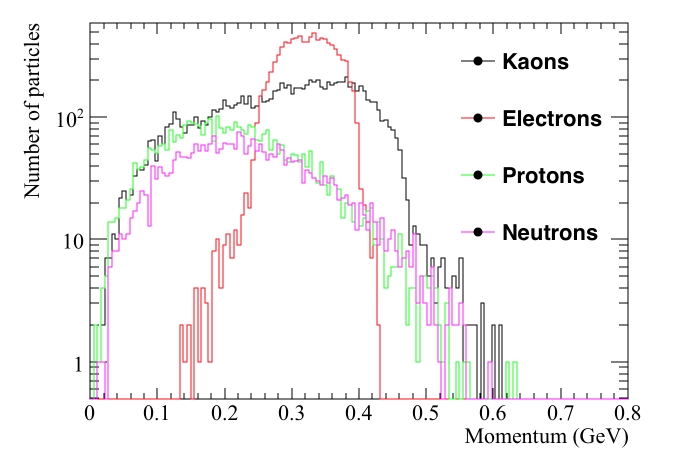 Number of particles
10²
10
1
Kaons
Electrons
Protons
Neutrons
0 0.1 0.2 0.3 0.4 0.5 0.6 0.7 0.8
Momentum (GeV)